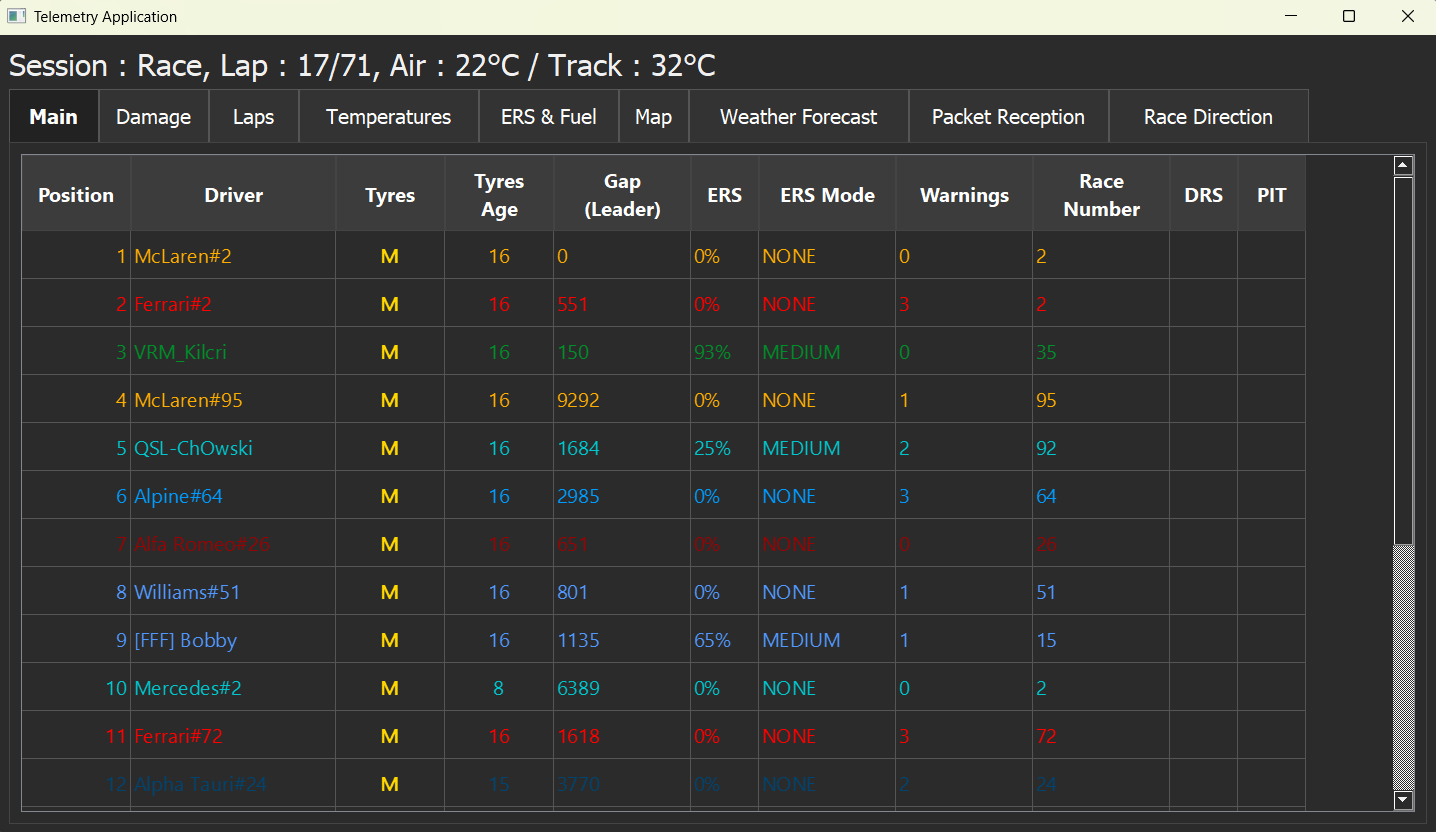 Telemetry Application
Session : Race, Lap : 17/71, Air : 22°C / Track : 32°C
Main Damage Laps Temperatures ERS & Fuel Map Weather Forecast Packet Reception Race Direction
Position Driver Tyres Tyres Age Gap (Leader) ERS ERS Mode Warnings Race Number DRS PIT
1 McLaren#2 M 16 0 0% NONE 0 2
2 Ferrari#2 M 16 551 0% NONE 3 2
3 VRM_Kilcri M 16 150 93% MEDIUM 0 35
4 McLaren#95 M 16 9292 0% NONE 1 95
5 QSL-ChOwski M 16 1684 25% MEDIUM 2 92
6 Alpine#64 M 16 2985 0% NONE 3 64
7 Alfa Romeo#26 M 16 651 0% NONE 0 26
8 Williams#51 M 16 801 0% NONE 1 51
9 [FFF] Bobby M 16 1135 65% MEDIUM 1 15
10 Mercedes#2 M 8 6389 0% NONE 0 2
11 Ferrari#72 M 16 1618 0% NONE 3 72
12 Alpha Tauri#24 M 15 3770 0% NONE 2 24